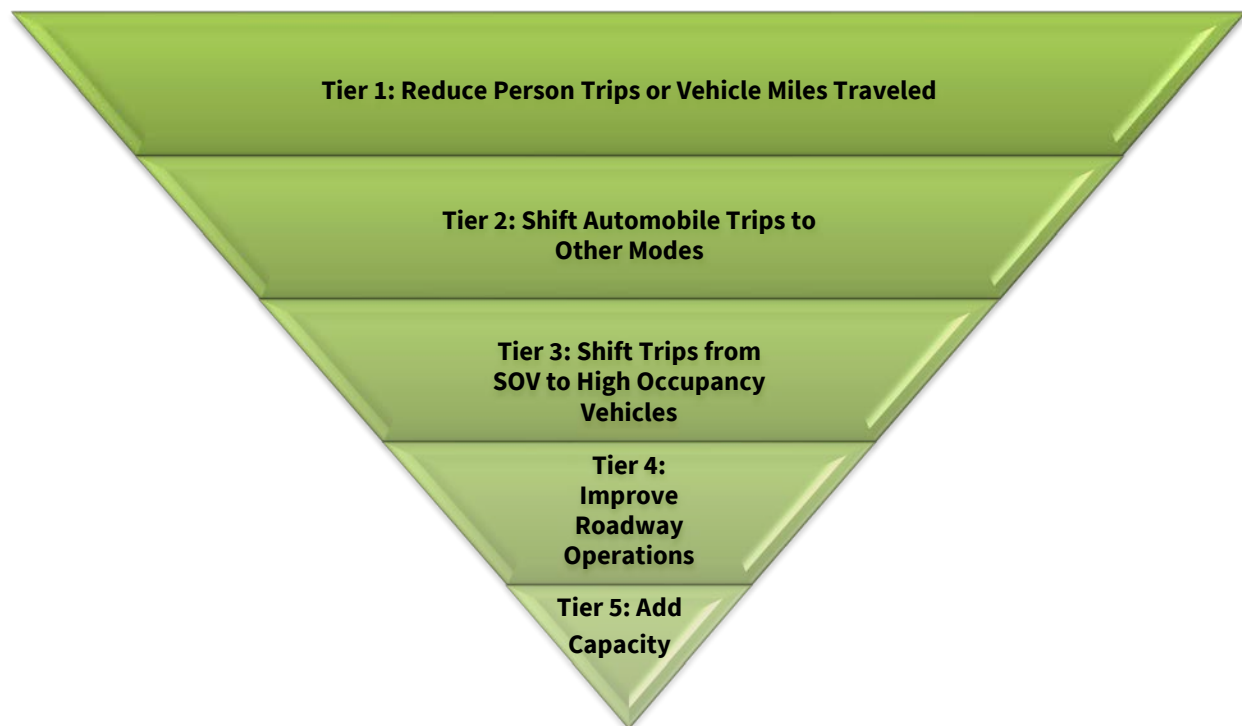 Tier 1: Reduce Person Trips or Vehicle Miles Traveled
Tier 2: Shift Automobile Trips to
Other Modes
Tier 3: Shift Trips from
SOV to High Occupancy
Vehicles
Tier 4:
Improve
Roadway
Operations
Tier 5: Add
Capacity